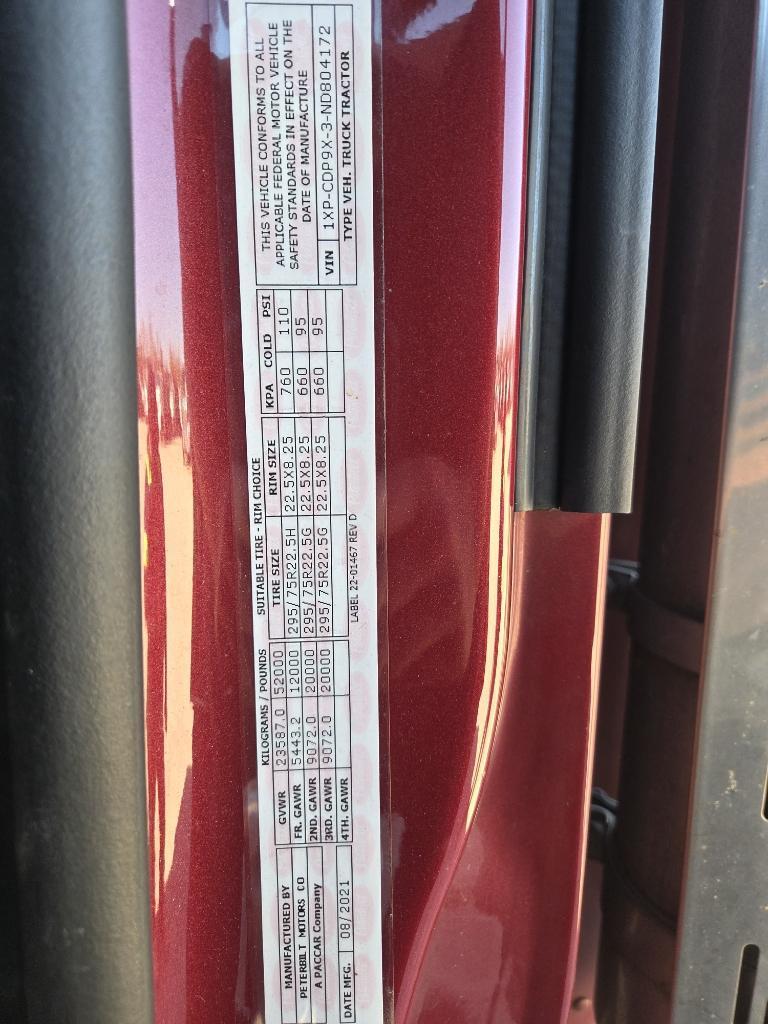 MANUFACTURED BY
PETERBILT MOTORS CO
A PACCAR Company
DATE MFG. 08/2021
KILOGRAMS / POUNDS
GVWR 23587.0 52000
FR. GAWR 5443.2 12000
2ND. GAWR 9072.0 20000
3RD. GAWR 9072.0 20000
4TH. GAWR
SUITABLE TIRE - RIM CHOICE
TIRE SIZE RIM SIZE KPA COLD PSI
295/75R22.5H 22.5X8.25 760 110
295/75R22.5G 22.5X8.25 660 95
295/75R22.5G 22.5X8.25 660 95
LABEL 22-01467 REV D
THIS VEHICLE CONFORMS TO ALL
APPLICABLE FEDERAL MOTOR VEHICLE
SAFETY STANDARDS IN EFFECT ON THE
DATE OF MANUFACTURE
VIN 1XP-CDP9X-3-ND804172
TYPE VEH. TRUCK TRACTOR